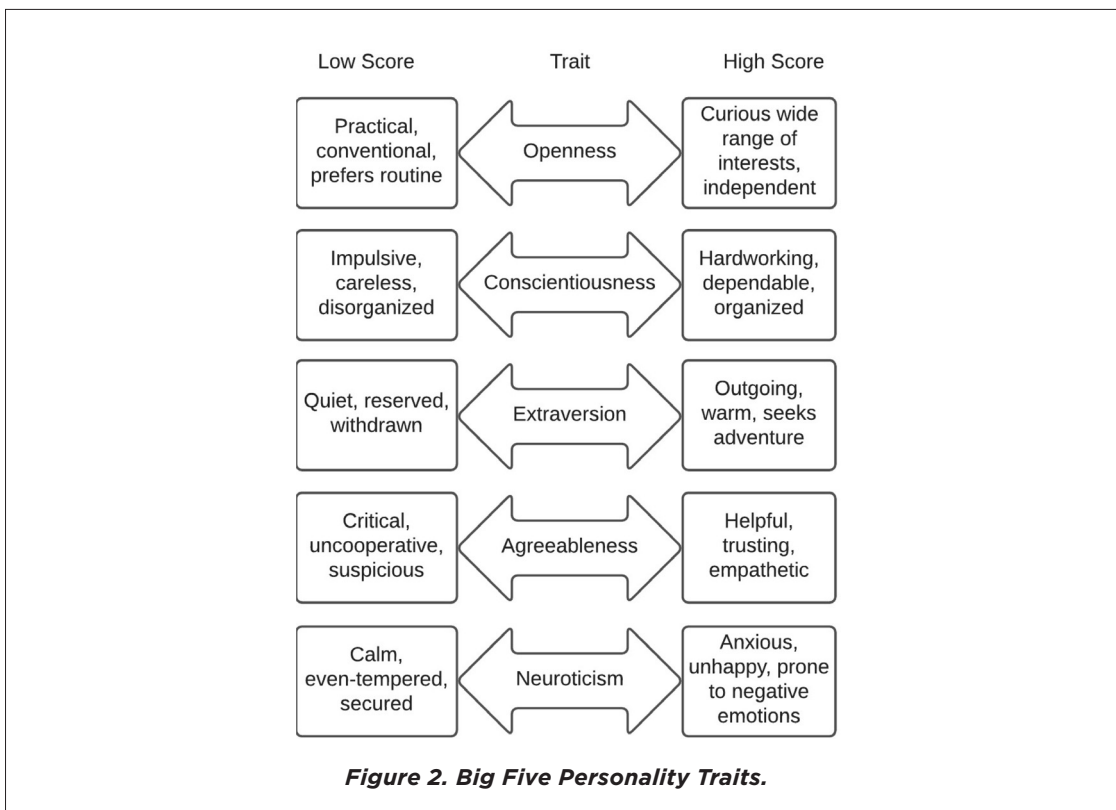 Low Score Trait High Score
Practical,
conventional,
prefers routine
Openness
Curious wide
range of
interests,
independent
Impulsive,
careless,
disorganized
Conscientiousness
Hardworking,
dependable,
organized
Quiet, reserved,
withdrawn
Extraversion
Outgoing,
warm, seeks
adventure
Critical,
uncooperative,
suspicious
Agreeableness
Helpful,
trusting,
empathetic
Calm,
even-tempered,
secured
Neuroticism
Anxious,
unhappy, prone
to negative
emotions
Figure 2. Big Five Personality Traits.